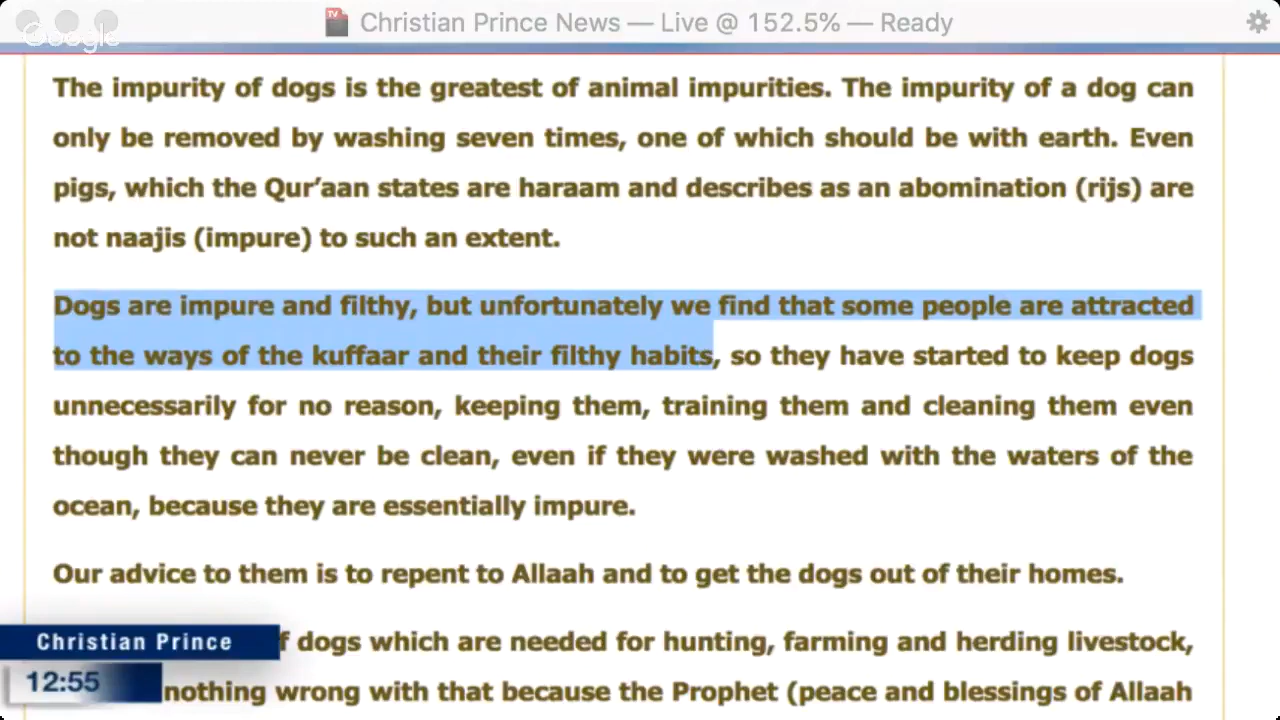 Christian Prince News — Live @ 152.5% — Ready
Google
The impurity of dogs is the greatest of animal impurities. The impurity of a dog can
only be removed by washing seven times, one of which should be with earth. Even
pigs, which the Qur’aan states are haraam and describes as an abomination (rijs) are
not naajis (impure) to such an extent.
Dogs are impure and filthy, but unfortunately we find that some people are attracted
to the ways of the kuffaar and their filthy habits, so they have started to keep dogs
unnecessarily for no reason, keeping them, training them and cleaning them even
though they can never be clean, even if they were washed with the waters of the
ocean, because they are essentially impure.
Our advice to them is to repent to Allaah and to get the dogs out of their homes.
Christian Prince
f dogs which are needed for hunting, farming and herding livestock,
12:55
nothing wrong with that because the Prophet (peace and blessings of Allaah